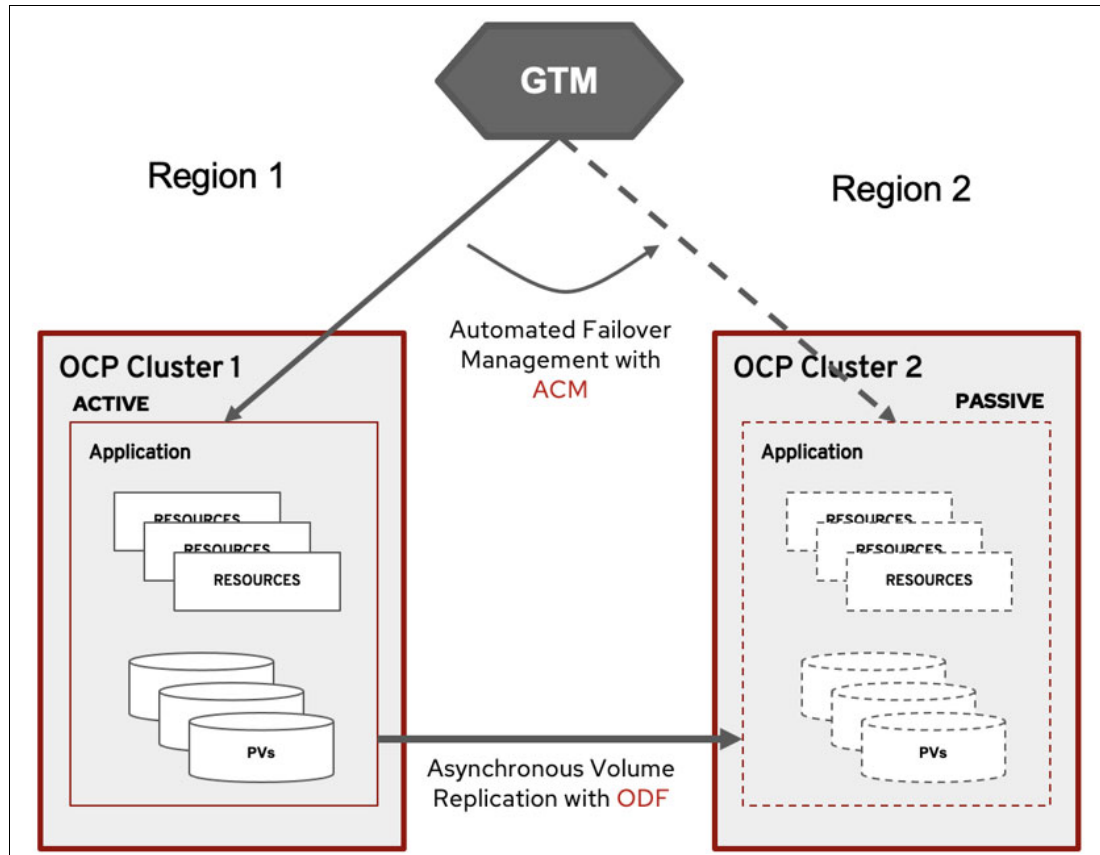 GTM
Region 1
Region 2
Automated Failover
Management with
ACM
OCP Cluster 1
ACTIVE
Application
RESOURCES
RESOURCES
RESOURCES
PVs
OCP Cluster 2
PASSIVE
Application
RESOURCES
RESOURCES
RESOURCES
PVs
Asynchronous Volume
Replication with ODF